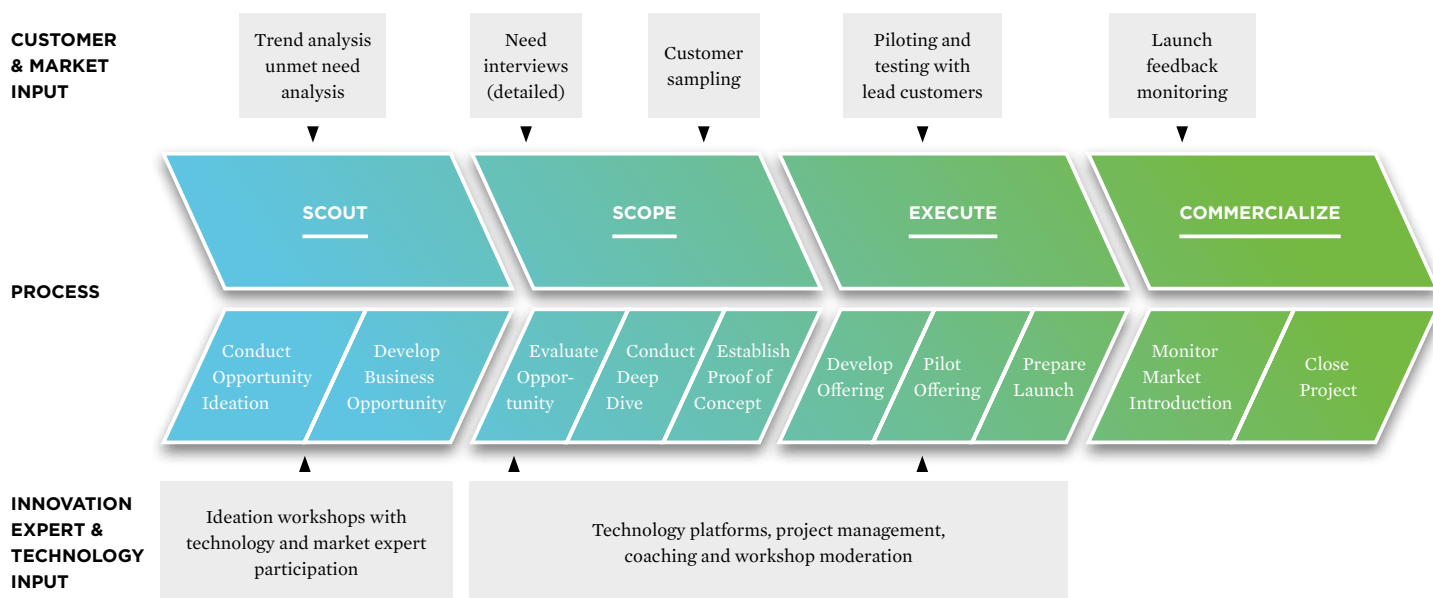 CUSTOMER
& MARKET
INPUT
Trend analysis
unmet need
analysis
Need
interviews
(detailed)
Customer
sampling
Piloting and
testing with
lead customers
Launch
feedback
monitoring
PROCESS
SCOUT
SCOPE
EXECUTE
COMMERCIALIZE
Conduct
Opportunity
Ideation
Develop
Business
Opportunity
Evaluate
Oppor-
tunity
Conduct
Deep
Dive
Establish
Proof of
Concept
Develop
Offering
Pilot
Offering
Prepare
Launch
Monitor
Market
Introduction
Close
Project
INNOVATION
EXPERT &
TECHNOLOGY
INPUT
Ideation workshops with
technology and market expert
participation
Technology platforms, project management,
coaching and workshop moderation